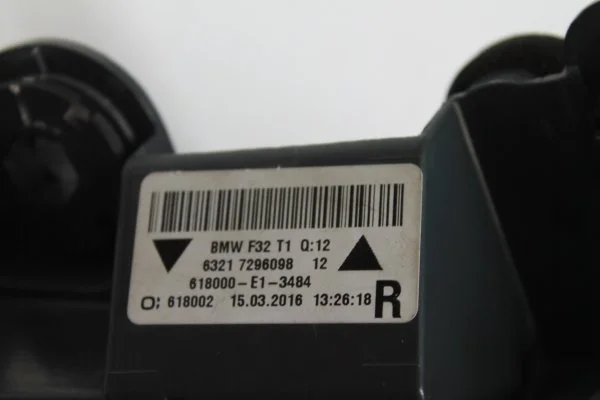 BMW F32 T1 Q:12
6321 7296098 12
618000-E1-3484
O: 618002 15.03.2016 13:26:18 R